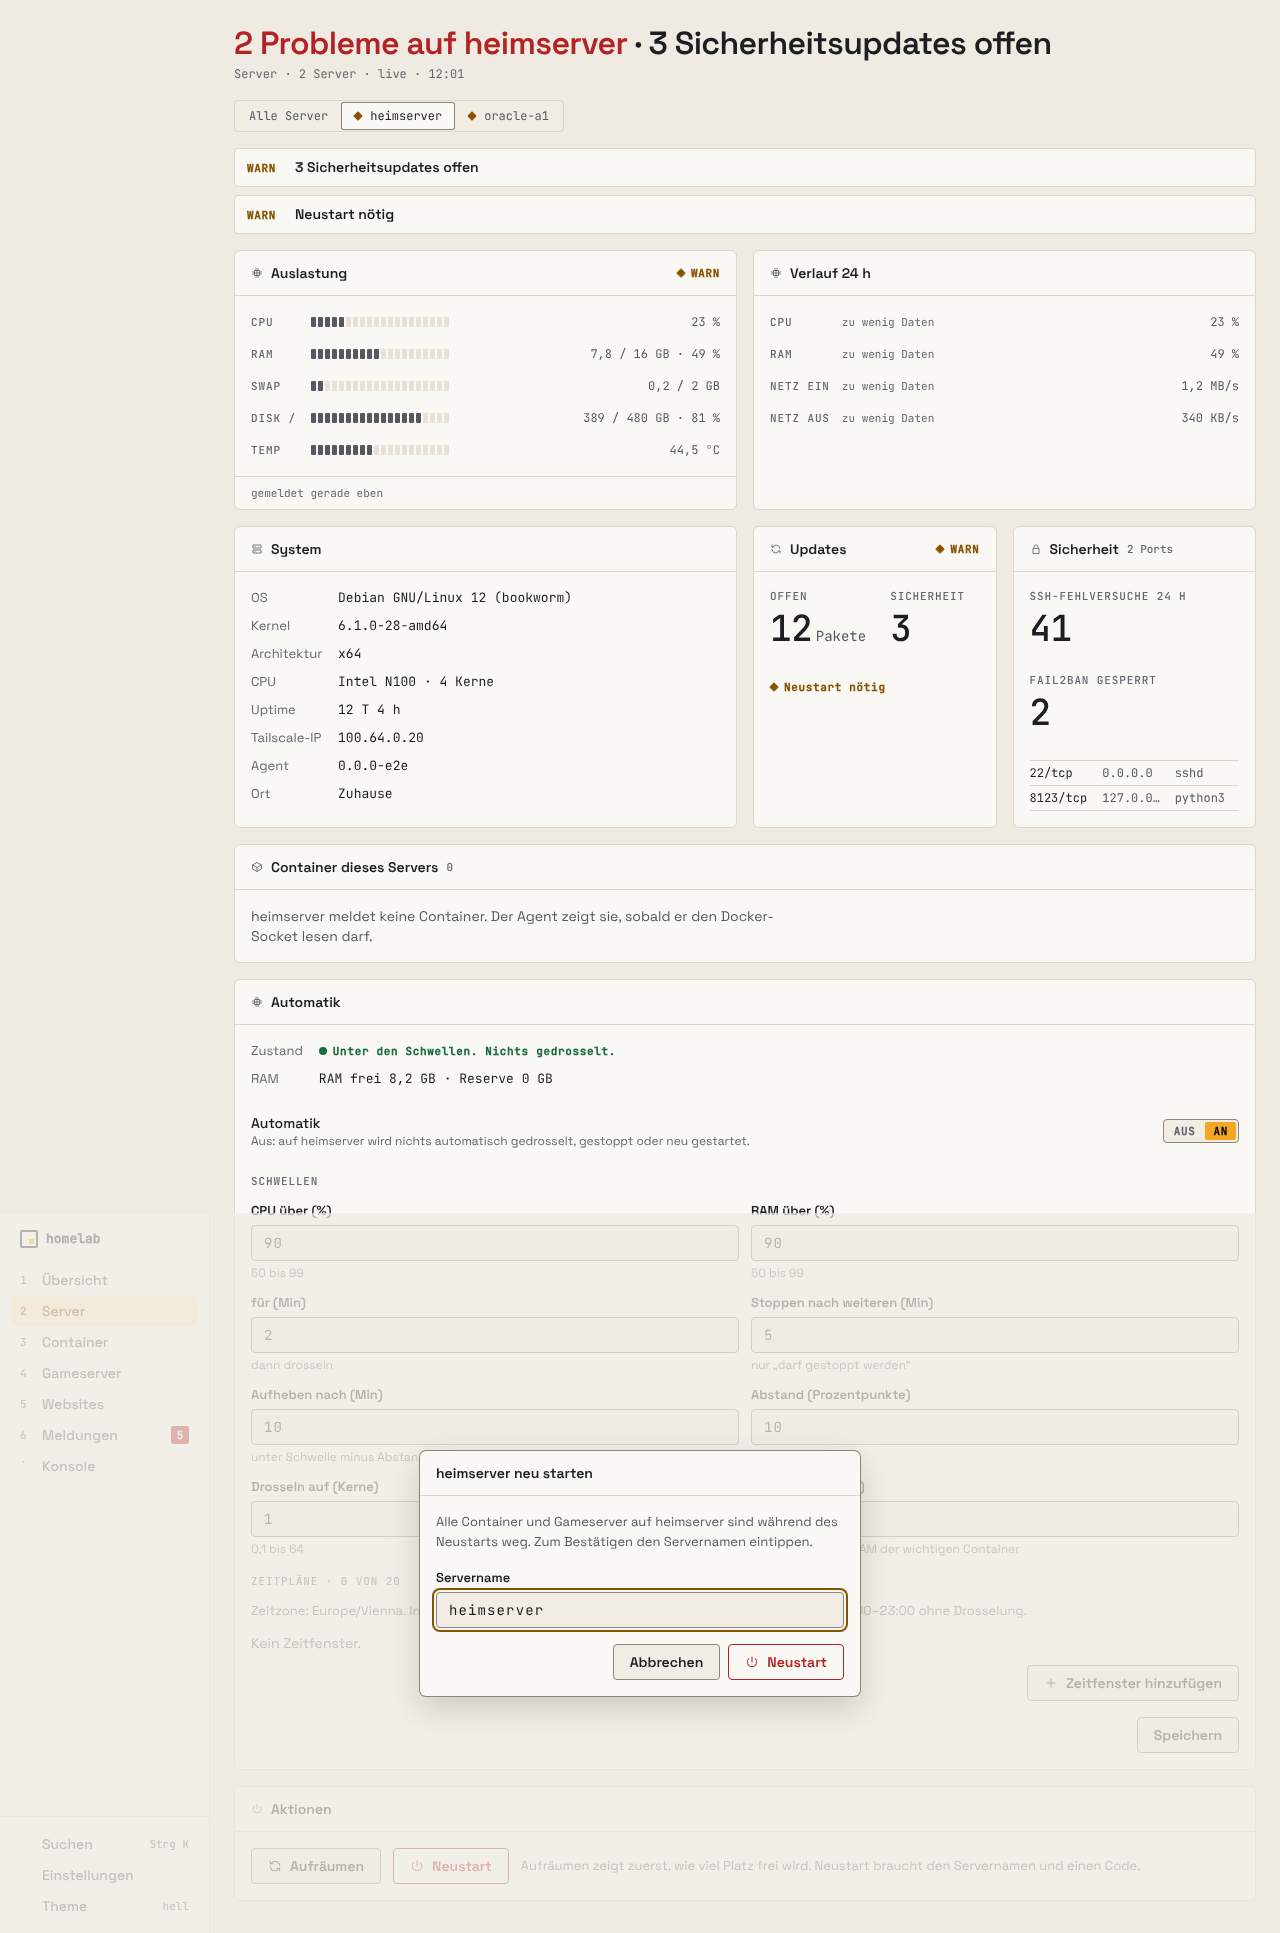 2 Probleme auf heimserver · 3 Sicherheitsupdates offen
Server · 2 Server · live · 12:01
Alle Server
heimserver
oracle-a1
WARN 3 Sicherheitsupdates offen
WARN Neustart nötig
Auslastung WARN
CPU 23 %
RAM 7,8 / 16 GB · 49 %
SWAP 0,2 / 2 GB
DISK / 389 / 480 GB · 81 %
TEMP 44,5 °C
gemeldet gerade eben
Verlauf 24 h
CPU zu wenig Daten 23 %
RAM zu wenig Daten 49 %
NETZ EIN zu wenig Daten 1,2 MB/s
NETZ AUS zu wenig Daten 340 KB/s
System
OS Debian GNU/Linux 12 (bookworm)
Kernel 6.1.0-28-amd64
Architektur x64
CPU Intel N100 · 4 Kerne
Uptime 12 T 4 h
Tailscale-IP 100.64.0.20
Agent 0.0.0-e2e
Ort Zuhause
Updates WARN
OFFEN SICHERHEIT
12 Pakete 3
Neustart nötig
Sicherheit 2 Ports
SSH-FEHLVERSUCHE 24 H
41
FAIL2BAN GESPERRT
2
22/tcp 0.0.0.0 sshd
8123/tcp 127.0.0… python3
Container dieses Servers 0
heimserver meldet keine Container. Der Agent zeigt sie, sobald er den Docker-
Socket lesen darf.
Automatik
Zustand Unter den Schwellen. Nichts gedrosselt.
RAM RAM frei 8,2 GB · Reserve 0 GB
Automatik
Aus: auf heimserver wird nichts automatisch gedrosselt, gestoppt oder neu gestartet.
AUS AN
SCHWELLEN
CPU über (%) RAM über (%)
90 90
50 bis 99 50 bis 99
für (Min) Stoppen nach weiteren (Min)
2 5
dann drosseln nur „darf gestoppt werden“
Aufheben nach (Min) Abstand (Prozentpunkte)
10 10
unter Schwelle minus Abstan
Drosseln auf (Kerne) )
1
0,1 bis 64 AM der wichtigen Container
ZEITPLÄNE · 0 VON 20
Zeitzone: Europe/Vienna. In 00–23:00 ohne Drosselung.
Kein Zeitfenster.
Zeitfenster hinzufügen
Speichern
heimserver neu starten
Alle Container und Gameserver auf heimserver sind während des
Neustarts weg. Zum Bestätigen den Servernamen eintippen.
Servername
heimserver
Abbrechen
Neustart
Aktionen
Aufräumen
Neustart
Aufräumen zeigt zuerst, wie viel Platz frei wird. Neustart braucht den Servernamen und einen Code.
homelab
1 Übersicht
2 Server
3 Container
4 Gameserver
5 Websites
6 Meldungen 5
` Konsole
Suchen Strg K
Einstellungen
Theme hell